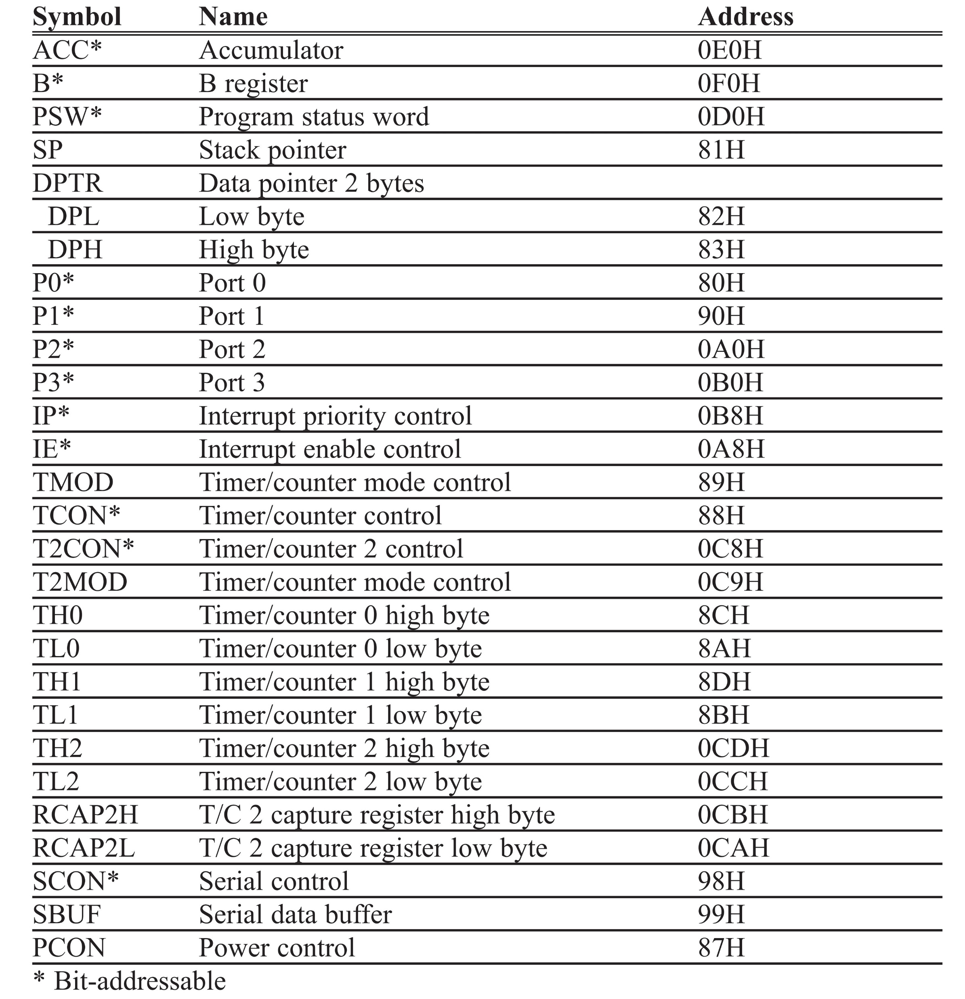 Symbol Name Address
ACC* Accumulator 0E0H
B* B register 0F0H
PSW* Program status word 0D0H
SP Stack pointer 81H
DPTR Data pointer 2 bytes
DPL Low byte 82H
DPH High byte 83H
P0* Port 0 80H
P1* Port 1 90H
P2* Port 2 0A0H
P3* Port 3 0B0H
IP* Interrupt priority control 0B8H
IE* Interrupt enable control 0A8H
TMOD Timer/counter mode control 89H
TCON* Timer/counter control 88H
T2CON* Timer/counter 2 control 0C8H
T2MOD Timer/counter mode control 0C9H
TH0 Timer/counter 0 high byte 8CH
TL0 Timer/counter 0 low byte 8AH
TH1 Timer/counter 1 high byte 8DH
TL1 Timer/counter 1 low byte 8BH
TH2 Timer/counter 2 high byte 0CDH
TL2 Timer/counter 2 low byte 0CCH
RCAP2H T/C 2 capture register high byte 0CBH
RCAP2L T/C 2 capture register low byte 0CAH
SCON* Serial control 98H
SBUF Serial data buffer 99H
PCON Power control 87H
* Bit-addressable